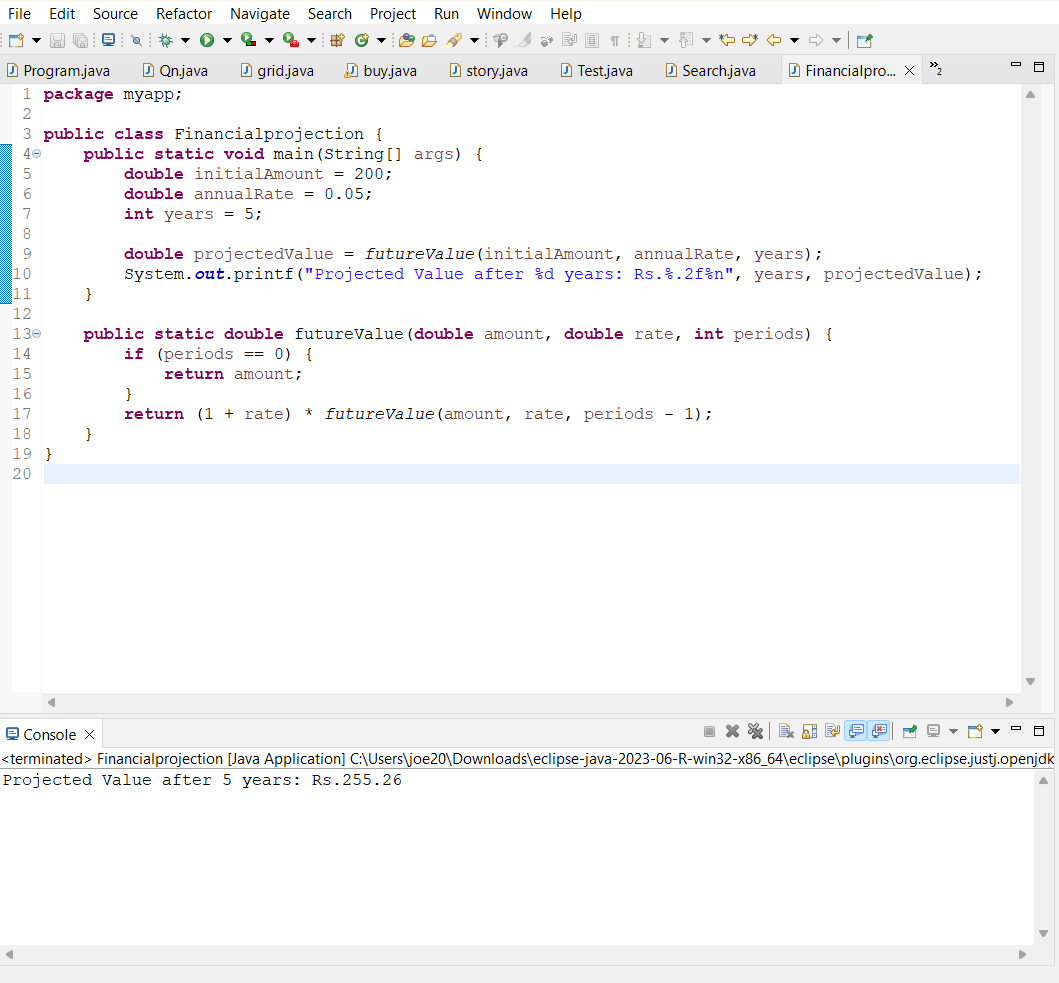 File Edit Source Refactor Navigate Search Project Run Window Help
Program.java Qn.java grid.java buy.java story.java Test.java Search.java Financialpro... »2
1 package myapp;
2
3 public class Financialprojection {
4 public static void main(String[] args) {
5 double initialAmount = 200;
6 double annualRate = 0.05;
7 int years = 5;
8
9 double projectedValue = futureValue(initialAmount, annualRate, years);
10 System.out.printf("Projected Value after %d years: Rs.%.2f%n", years, projectedValue);
11 }
12
13 public static double futureValue(double amount, double rate, int periods) {
14 if (periods == 0) {
15 return amount;
16 }
17 return (1 + rate) * futureValue(amount, rate, periods - 1);
18 }
19 }
20
Console
<terminated> Financialprojection [Java Application] C:\Users\joe20\Downloads\eclipse-java-2023-06-R-win32-x86_64\eclipse\plugins\org.eclipse.justj.openjdk
Projected Value after 5 years: Rs.255.26